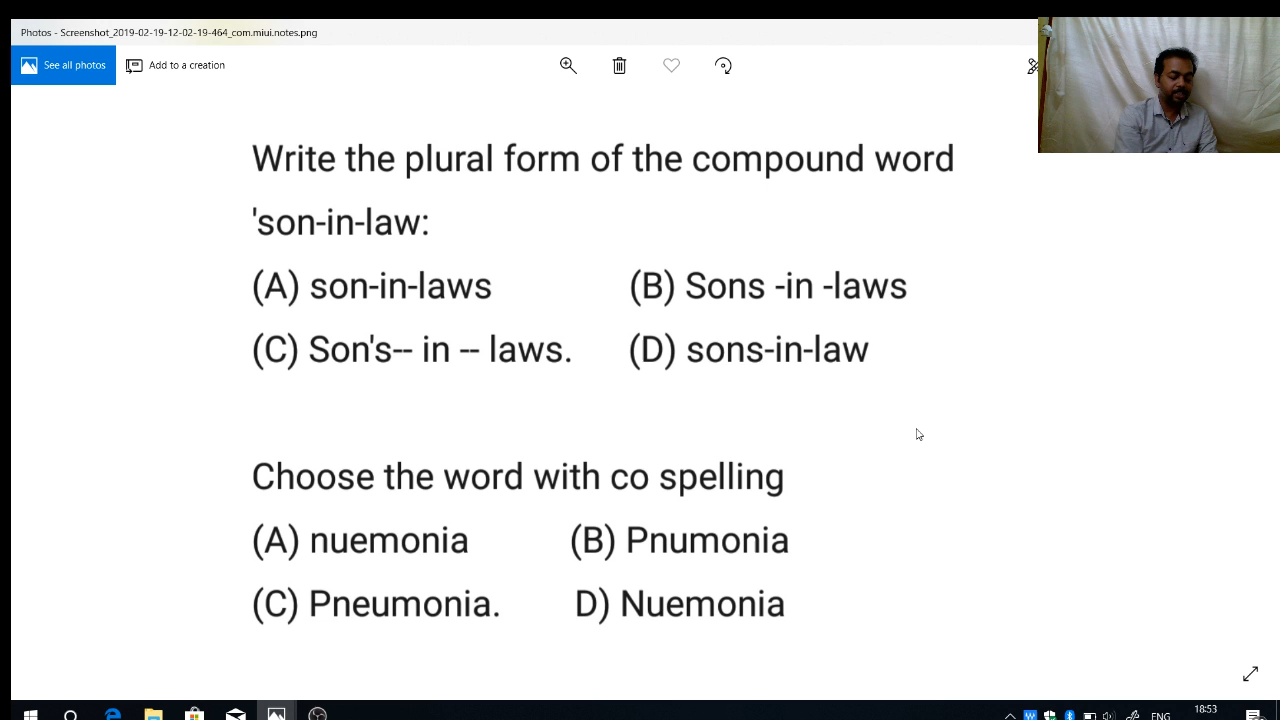 Photos - Screenshot_2019-02-19-12-02-19-464_com.miui.notes.png
See all photos Add to a creation
Write the plural form of the compound word
'son-in-law:
(A) son-in-laws (B) Sons -in -laws
(C) Son's-- in -- laws. (D) sons-in-law
Choose the word with co spelling
(A) nuemonia (B) Pnumonia
(C) Pneumonia. D) Nuemonia
18:53
ENG